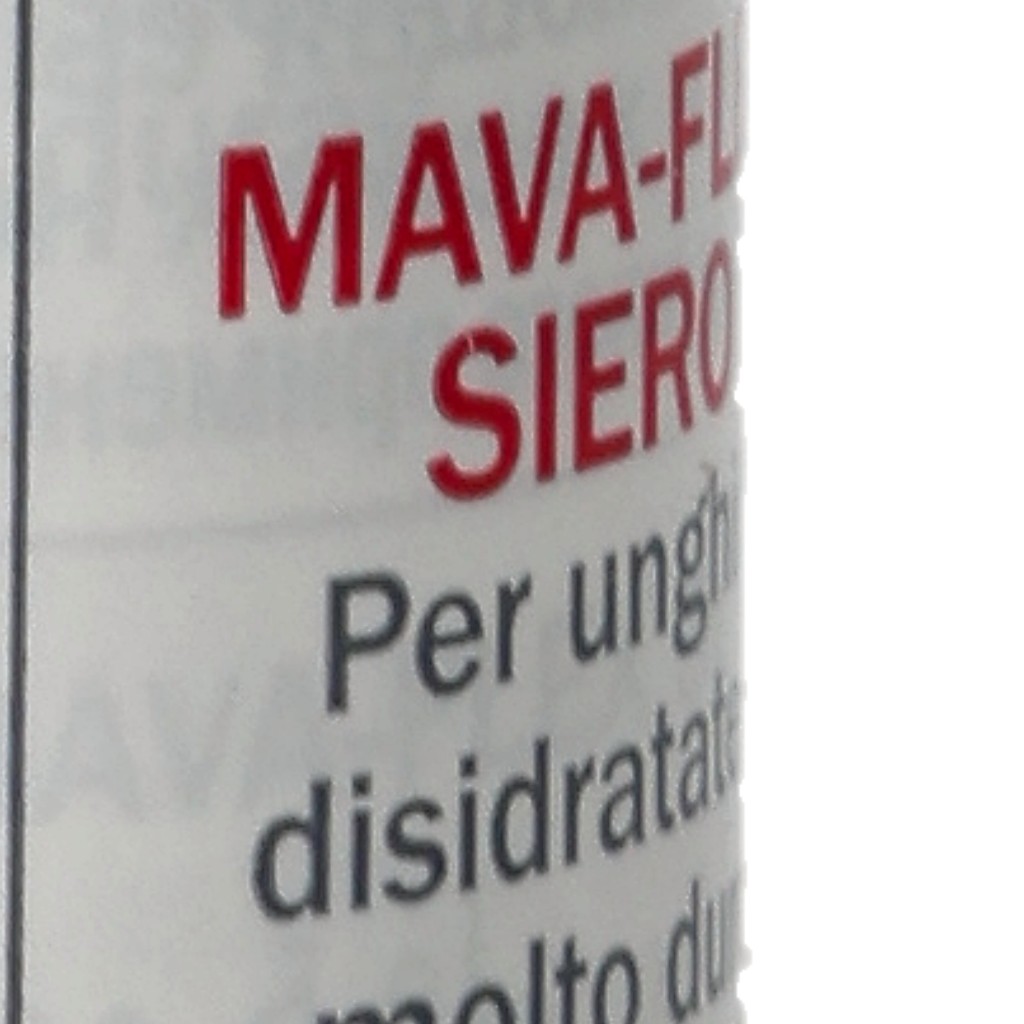 MAVA-FL
SIERO
Per ungh
disidratat
molto du